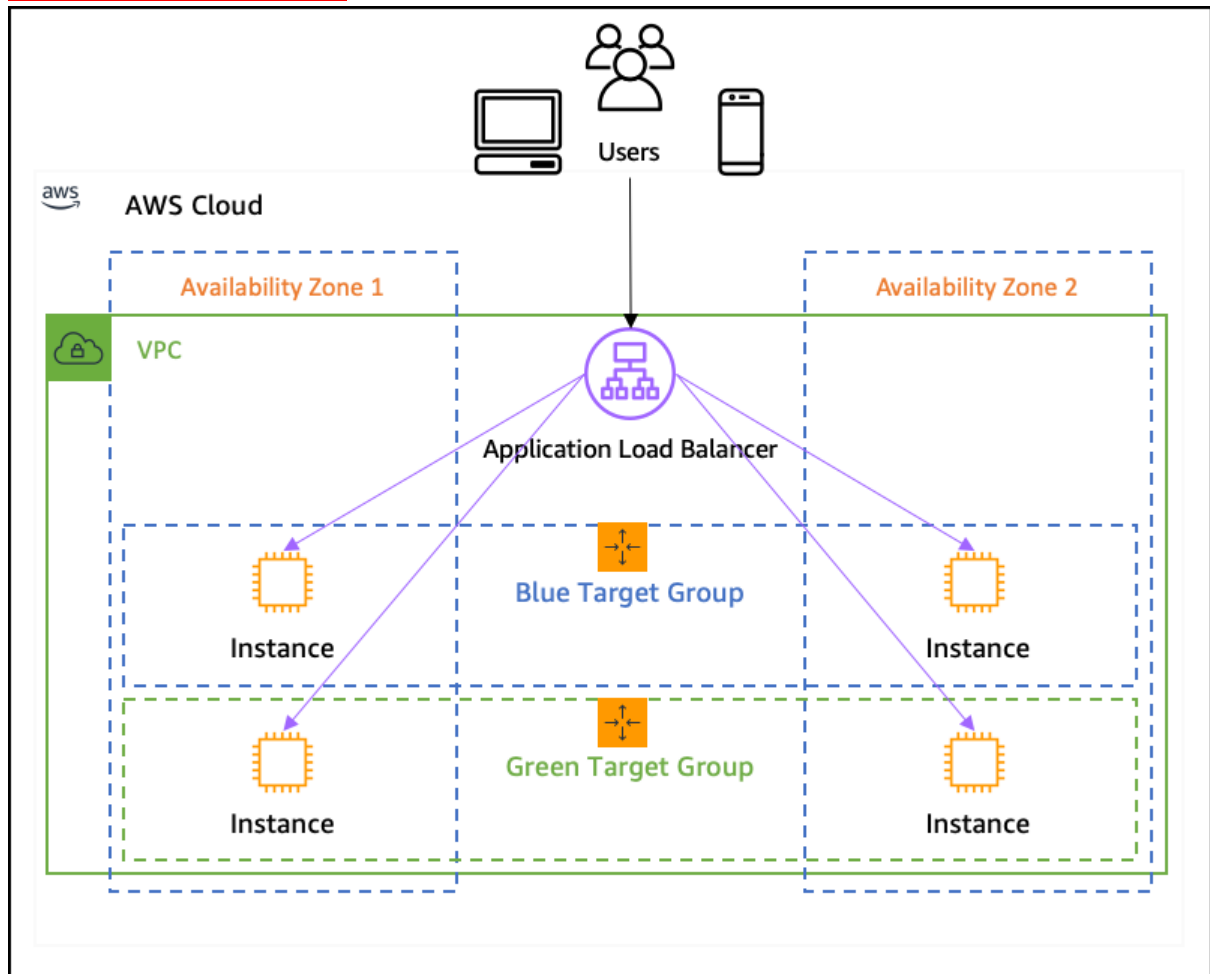 Users
aws
AWS Cloud
Availability Zone 1
Availability Zone 2
VPC
Application Load Balancer
Blue Target Group
Instance
Instance
Green Target Group
Instance
Instance